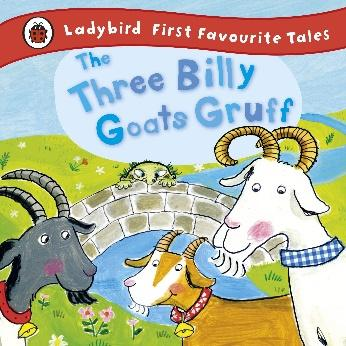 Ladybird First Favourite Tales
The
Three Billy
Goats Gruff